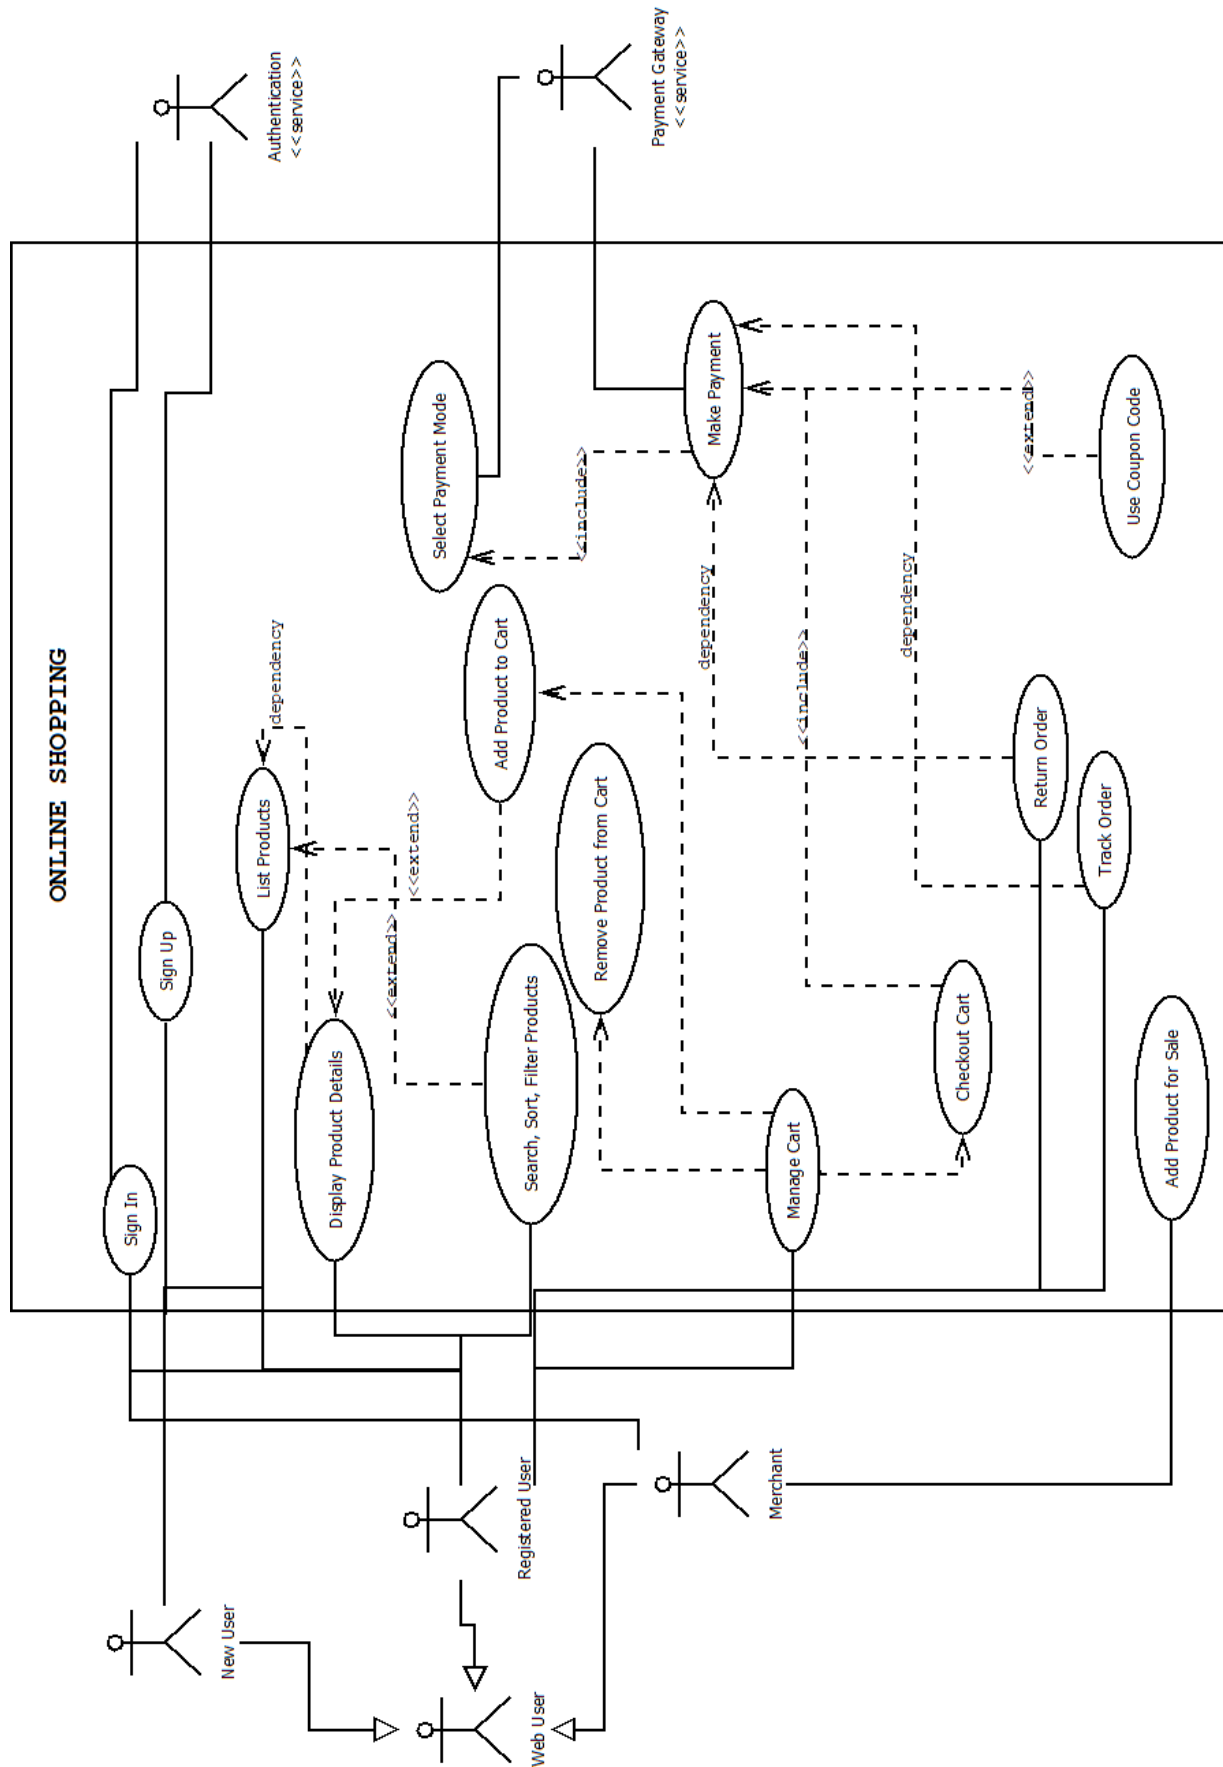 ONLINE SHOPPING
Authentication
<<service>>
Payment Gateway
<<service>>
Sign In
Sign Up
List Products
dependency
Display Product Details
<<extend>>
<<extend>>
Search, Sort, Filter Products
Add Product to Cart
Select Payment Mode
<<include>>
Remove Product from Cart
Make Payment
dependency
Manage Cart
<<include>>
dependency
Checkout Cart
Return Order
Track Order
<<extend>>
Use Coupon Code
Add Product for Sale
New User
Registered User
Web User
Merchant